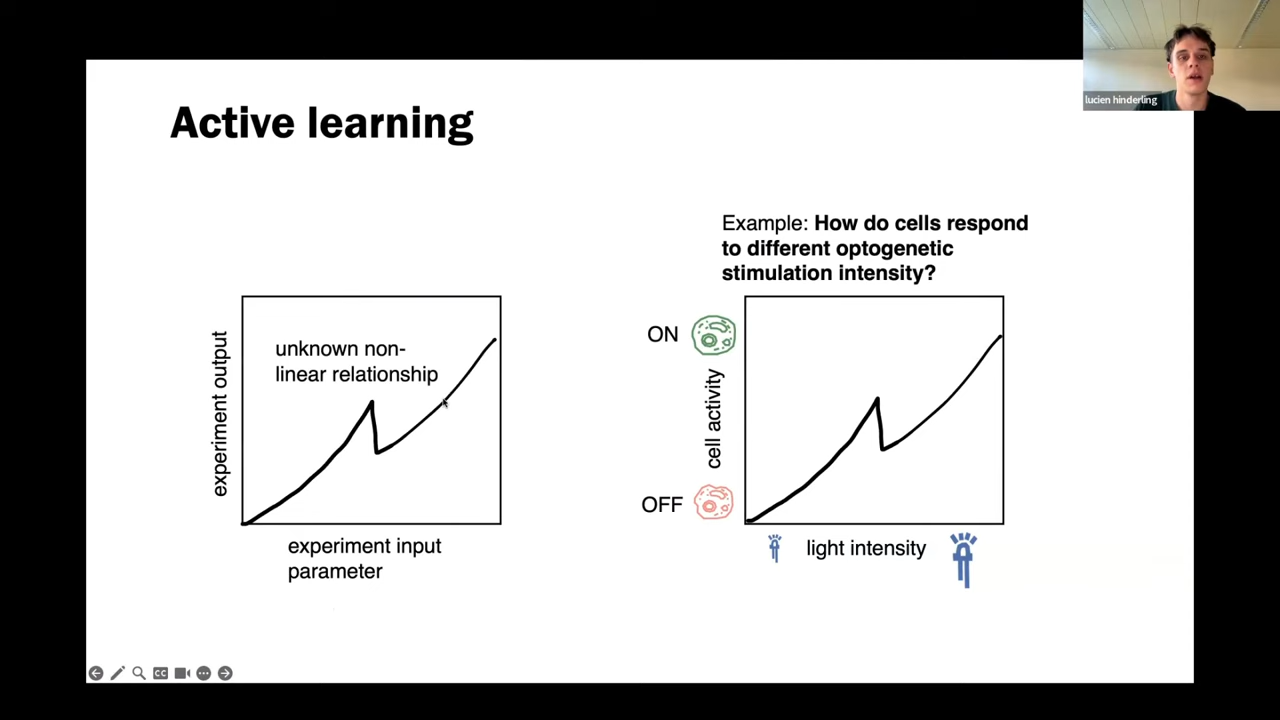 lucien hinderling
Active learning
Example: How do cells respond
to different optogenetic
stimulation intensity?
unknown non-
linear relationship
experiment output
experiment input
parameter
ON
cell activity
OFF
light intensity
CC